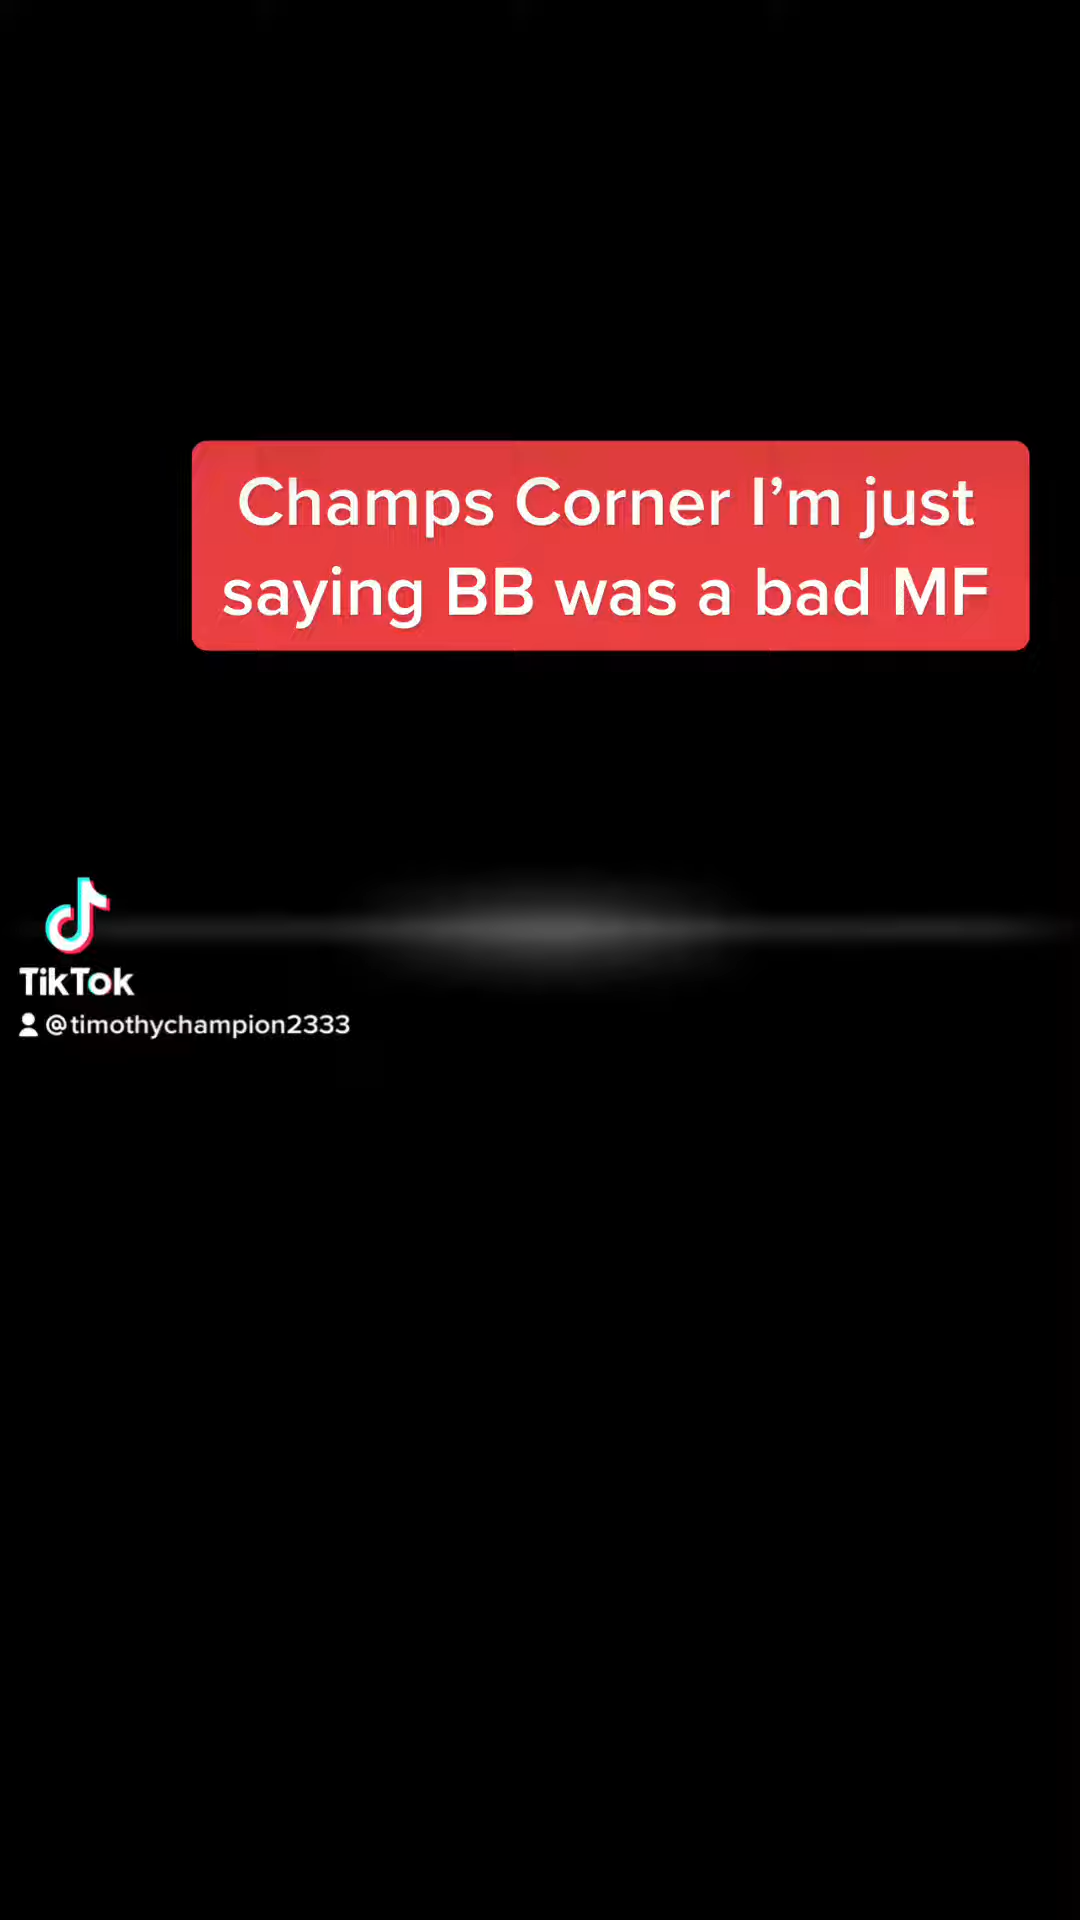 Champs Corner I’m just
saying BB was a bad MF
TikTok
@timothychampion2333